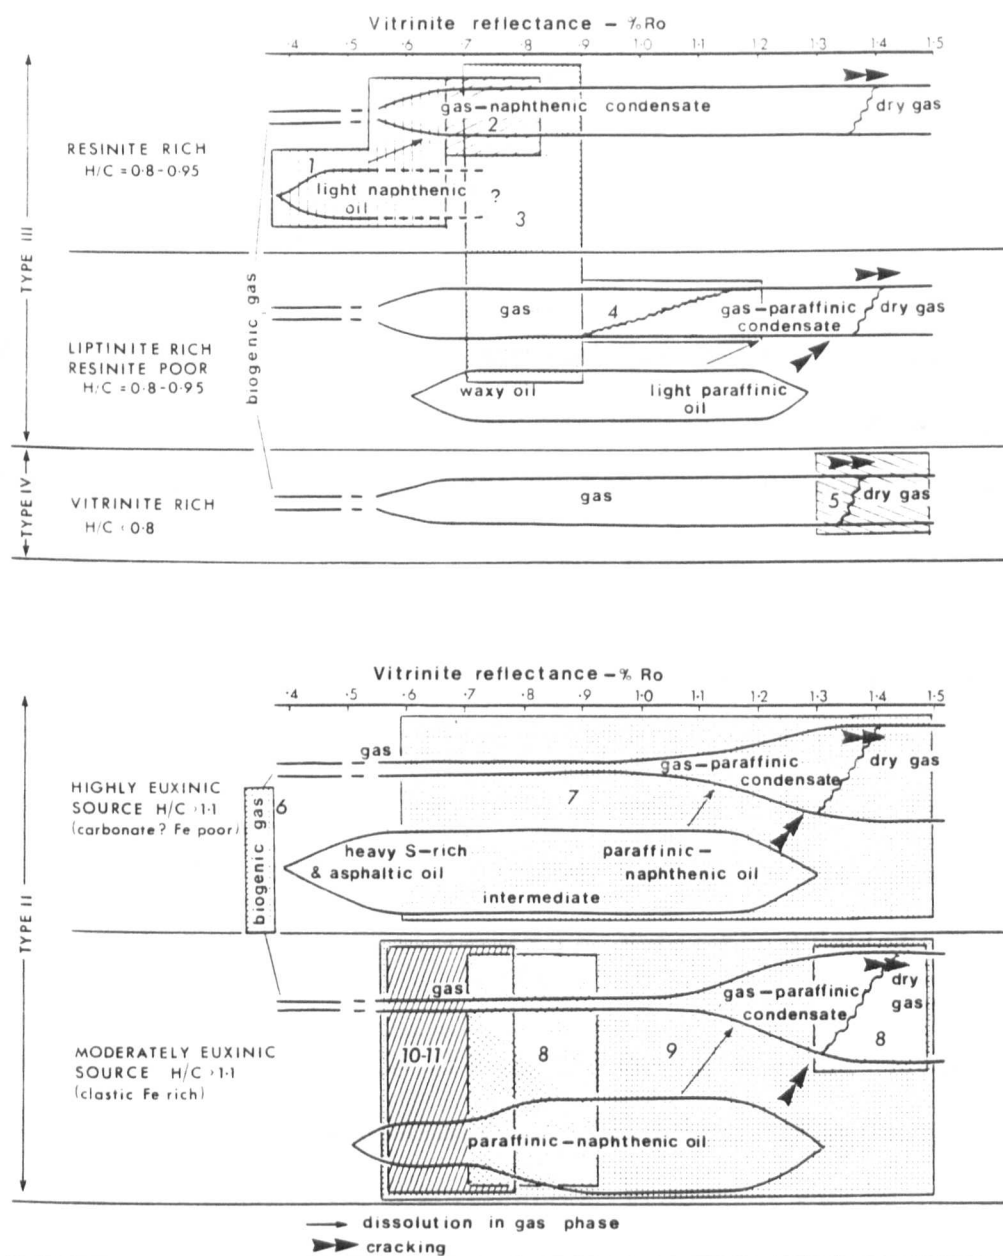 Vitrinite reflectance – % Ro
·4 ·5 ·6 ·7 ·8 ·9 1·0 1·1 1·2 1·3 1·4 1·5
TYPE III
RESINITE RICH
H/C = 0·8-0·95
gas-naphthenic condensate
dry gas
2
1
light naphthenic
oil
?
3
biogenic gas
LIPTINITE RICH
RESINITE POOR
H/C = 0·8-0·95
gas
4
gas-paraffinic
condensate
dry gas
waxy oil
light paraffinic
oil
TYPE IV
VITRINITE RICH
H/C ‹ 0·8
gas
5
dry gas
Vitrinite reflectance – % Ro
·4 ·5 ·6 ·7 ·8 ·9 1·0 1·1 1·2 1·3 1·4 1·5
TYPE II
HIGHLY EUXINIC
SOURCE H/C ›1·1
(carbonate? Fe poor)
biogenic gas
6
gas
7
gas-paraffinic
condensate
dry gas
heavy S-rich
& asphaltic oil
intermediate
paraffinic-
naphthenic oil
MODERATELY EUXINIC
SOURCE H/C ›1·1
(clastic Fe rich)
gas
10-11
8
9
gas-paraffinic
condensate
dry
gas
8
paraffinic-naphthenic oil
dissolution in gas phase
cracking